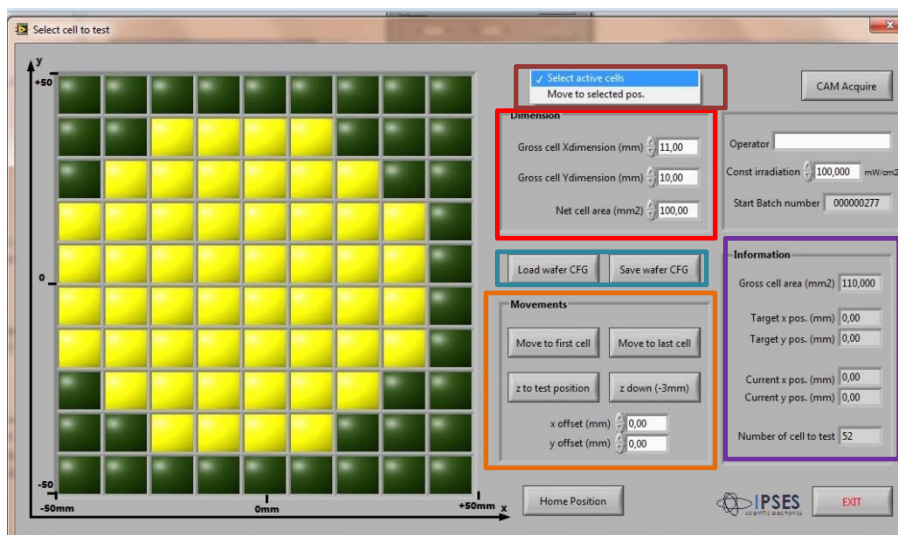 Select cell to test
y
+50
0
-50
-50mm
0mm
+50mm
x
✓ Select active cells
Move to selected pos.
CAM Acquire
Dimension
Gross cell Xdimension (mm) 11,00
Gross cell Ydimension (mm) 10,00
Net cell area (mm2) 100,00
Operator
Const irradiation 100,000 mW/cm2
Start Batch number 000000277
Load wafer CFG
Save wafer CFG
Movements
Move to first cell
Move to last cell
z to test position
z down (-3mm)
x offset (mm) 0,00
y offset (mm) 0,00
Information
Gross cell area (mm2) 110,000
Target x pos. (mm) 0,00
Target y pos. (mm) 0,00
Current x pos. (mm) 0,00
Current y pos. (mm) 0,00
Number of cell to test 52
Home Position
IPSES
SCIENTIFIC ELECTRONICS
EXIT